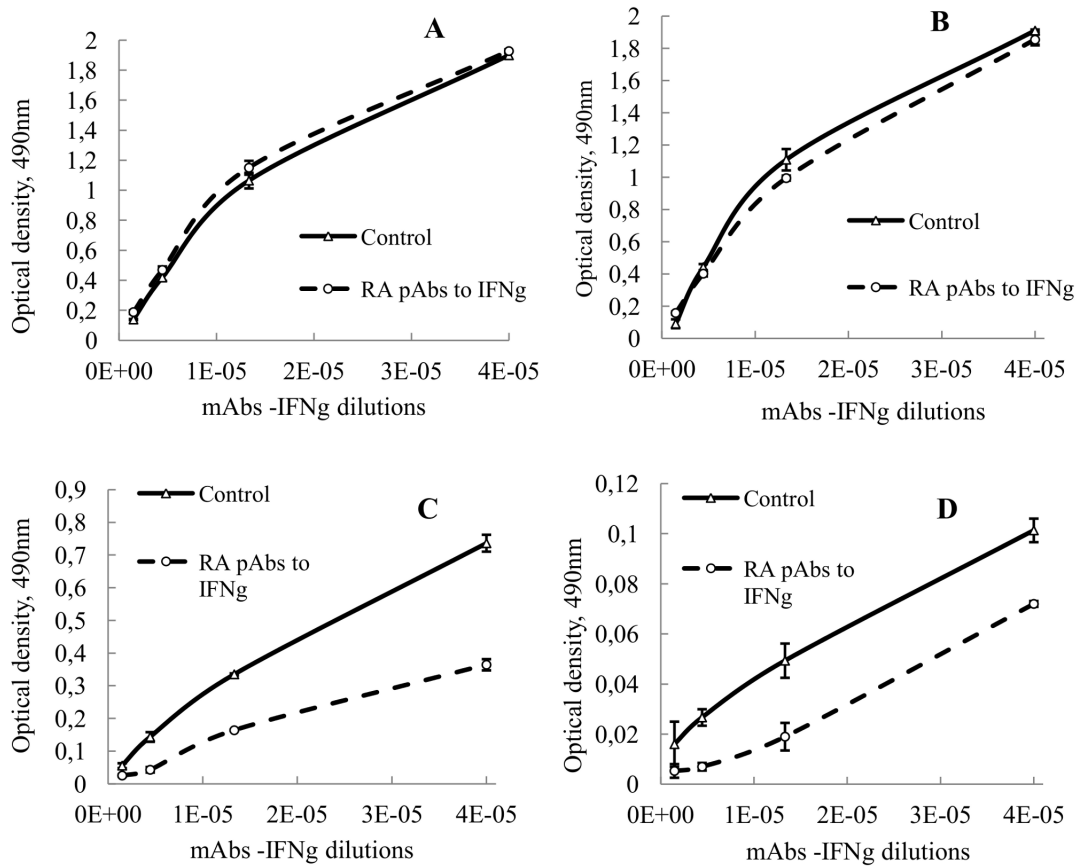 A
Optical density, 490nm
2
1,8
1,6
1,4
1,2
1
0,8
0,6
0,4
0,2
0
Control
RA pAbs to IFNg
0E+00 1E-05 2E-05 3E-05 4E-05
mAbs -IFNg dilutions
B
Optical density, 490nm
2
1,8
1,6
1,4
1,2
1
0,8
0,6
0,4
0,2
0
Control
RA pAbs to IFNg
0E+00 1E-05 2E-05 3E-05 4E-05
mAbs -IFNg dilutions
C
Optical density, 490nm
0,9
0,8
0,7
0,6
0,5
0,4
0,3
0,2
0,1
0
Control
RA pAbs to
IFNg
0E+00 1E-05 2E-05 3E-05 4E-05
mAbs -IFNg dilutions
D
Optical density, 490nm
0,12
0,1
0,08
0,06
0,04
0,02
0
Control
RA pAbs to
IFNg
0E+00 1E-05 2E-05 3E-05 4E-05
mAbs -IFNg dilutions